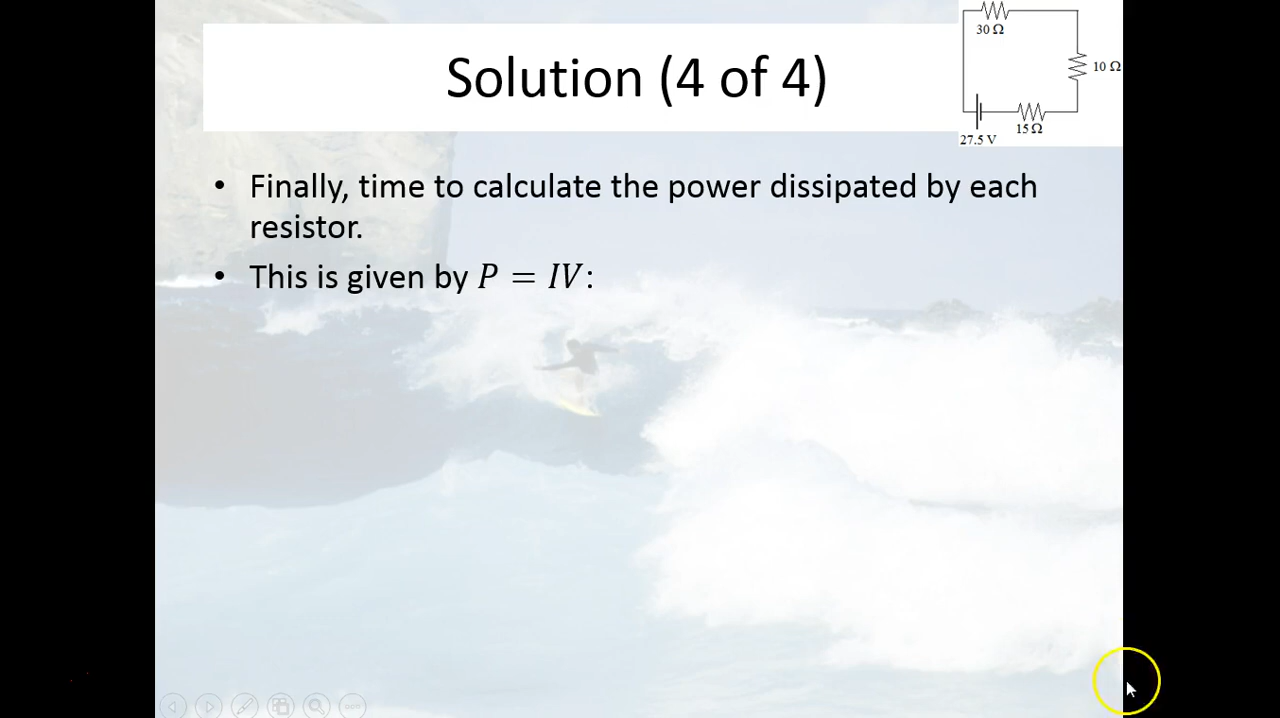 30 Ω
Solution (4 of 4)
10 Ω
15 Ω
27.5 V
• Finally, time to calculate the power dissipated by each
resistor.
• This is given by P = IV: